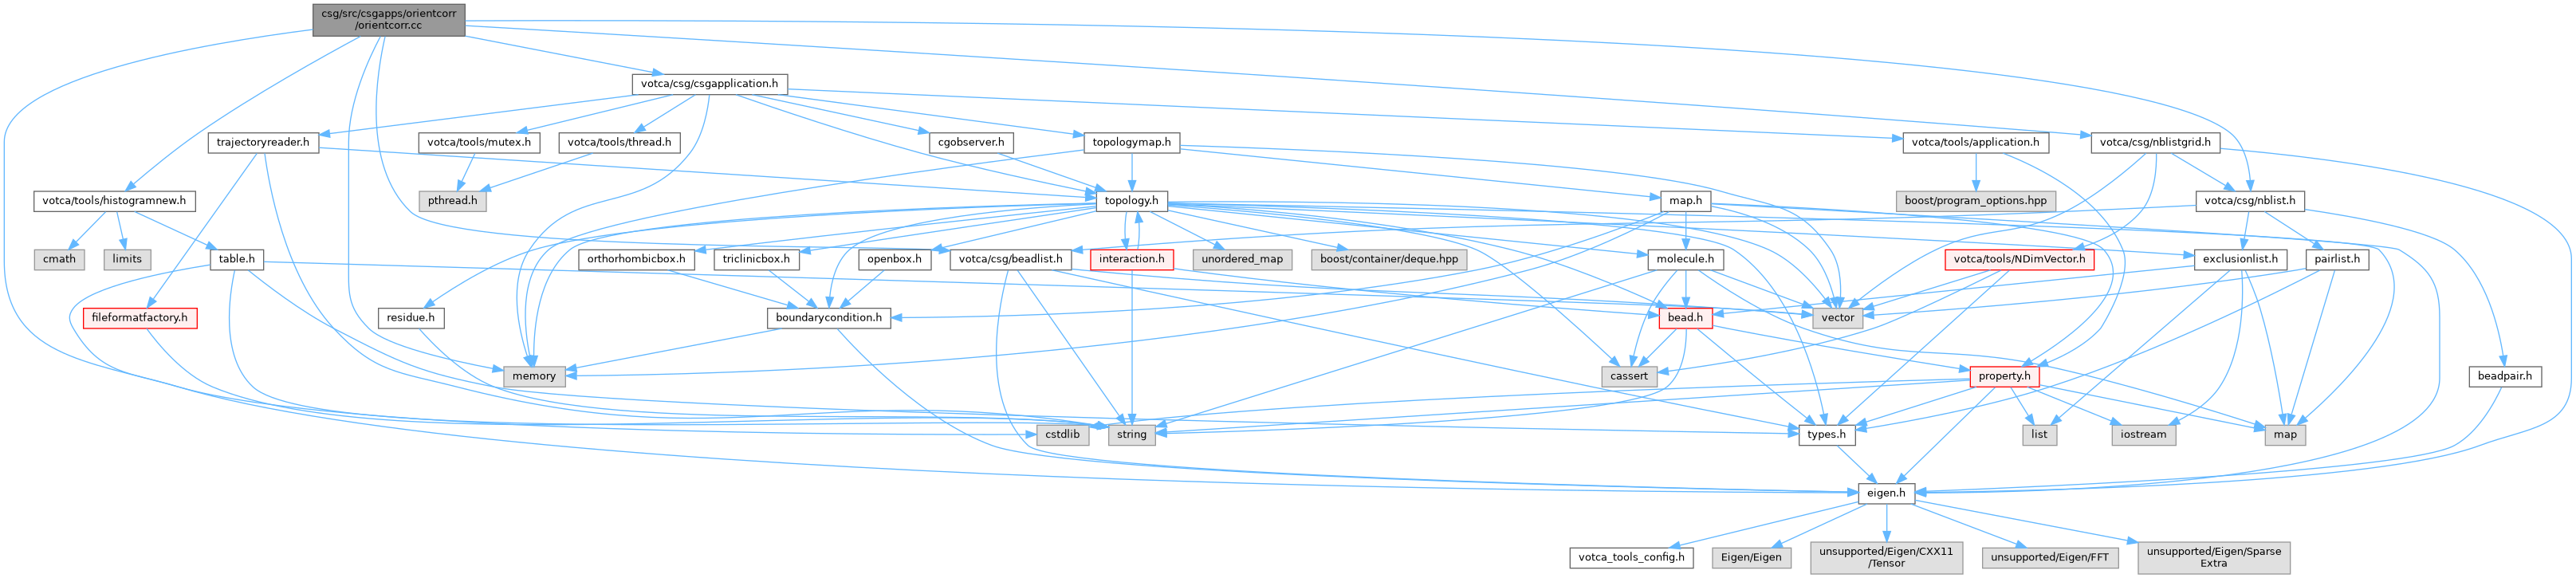 csg/src/csgapps/orientcorr
/orientcorr.cc
votca/csg/csgapplication.h
trajectoryreader.h
votca/tools/mutex.h
votca/tools/thread.h
cgobserver.h
topologymap.h
votca/tools/application.h
votca/csg/nblistgrid.h
votca/tools/histogramnew.h
pthread.h
topology.h
map.h
boost/program_options.hpp
votca/csg/nblist.h
cmath
limits
table.h
orthorhombicbox.h
triclinicbox.h
openbox.h
votca/csg/beadlist.h
interaction.h
unordered_map
boost/container/deque.hpp
molecule.h
votca/tools/NDimVector.h
exclusionlist.h
pairlist.h
fileformatfactory.h
residue.h
boundarycondition.h
bead.h
vector
memory
cassert
property.h
beadpair.h
cstdlib
string
types.h
list
iostream
map
eigen.h
votca_tools_config.h
Eigen/Eigen
unsupported/Eigen/CXX11
/Tensor
unsupported/Eigen/FFT
unsupported/Eigen/Sparse
Extra